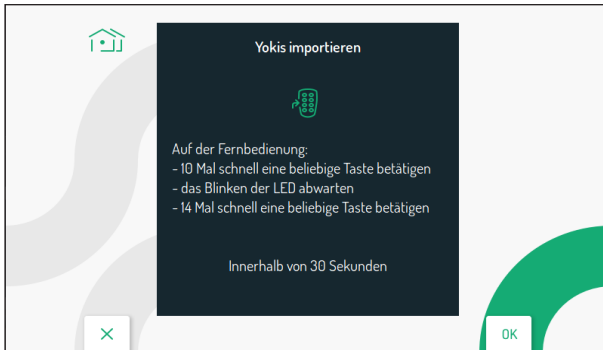 Yokis importieren
Auf der Fernbedienung:
- 10 Mal schnell eine beliebige Taste betätigen
- das Blinken der LED abwarten
- 14 Mal schnell eine beliebige Taste betätigen
Innerhalb von 30 Sekunden
OK